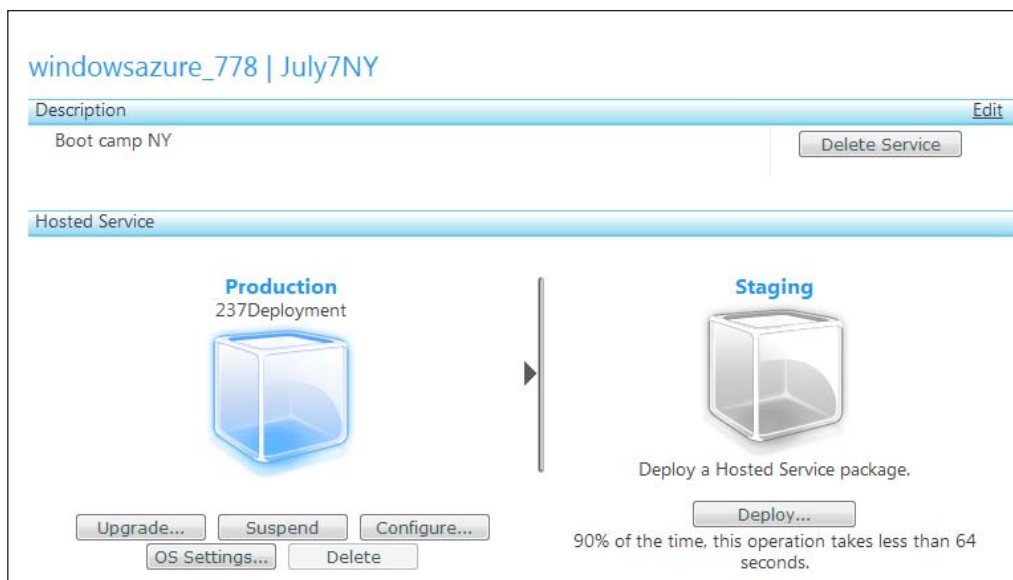 windowsazure_778 | July7NY
Description
Edit
Boot camp NY
Delete Service
Hosted Service
Production
237Deployment
Upgrade...
Suspend
Configure...
OS Settings...
Delete
Staging
Deploy a Hosted Service package.
Deploy...
90% of the time, this operation takes less than 64
seconds.